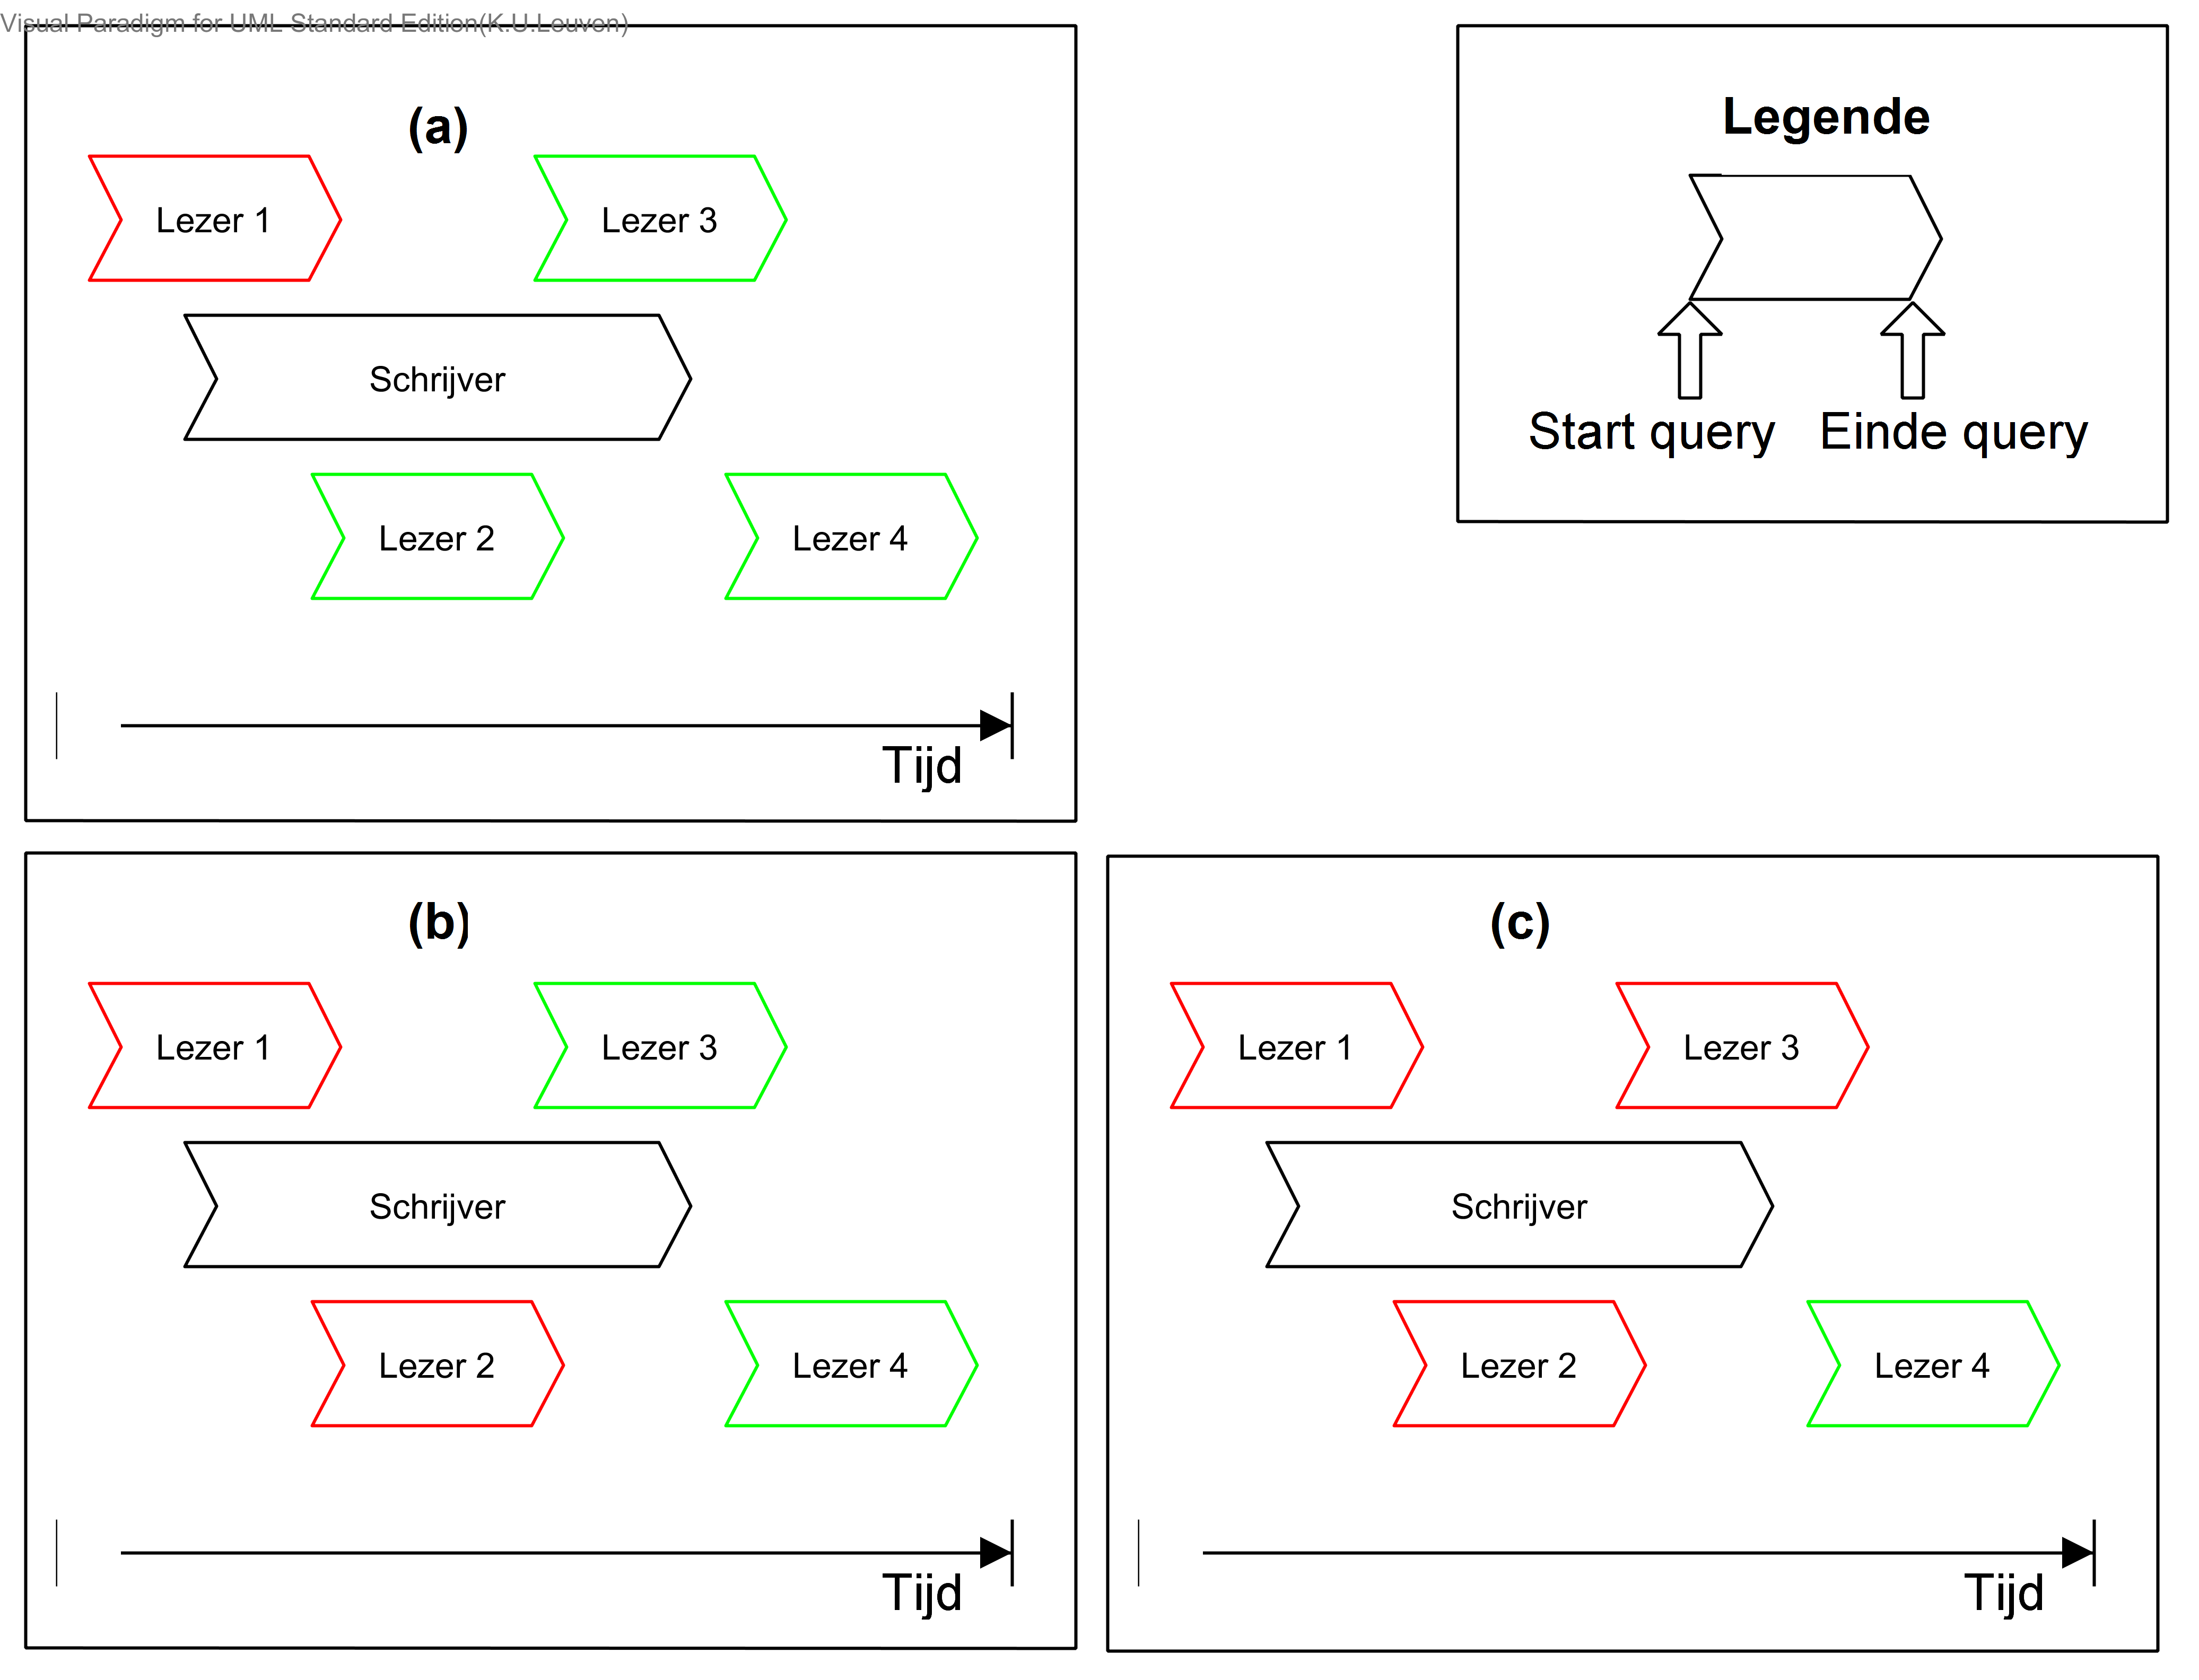 Visual Paradigm for UML Standard Edition(K.U.Leuven)
(a)
Lezer 1
Lezer 3
Schrijver
Lezer 2
Lezer 4
Tijd
Legende
Start query
Einde query
(b)
Lezer 1
Lezer 3
Schrijver
Lezer 2
Lezer 4
Tijd
(c)
Lezer 1
Lezer 3
Schrijver
Lezer 2
Lezer 4
Tijd